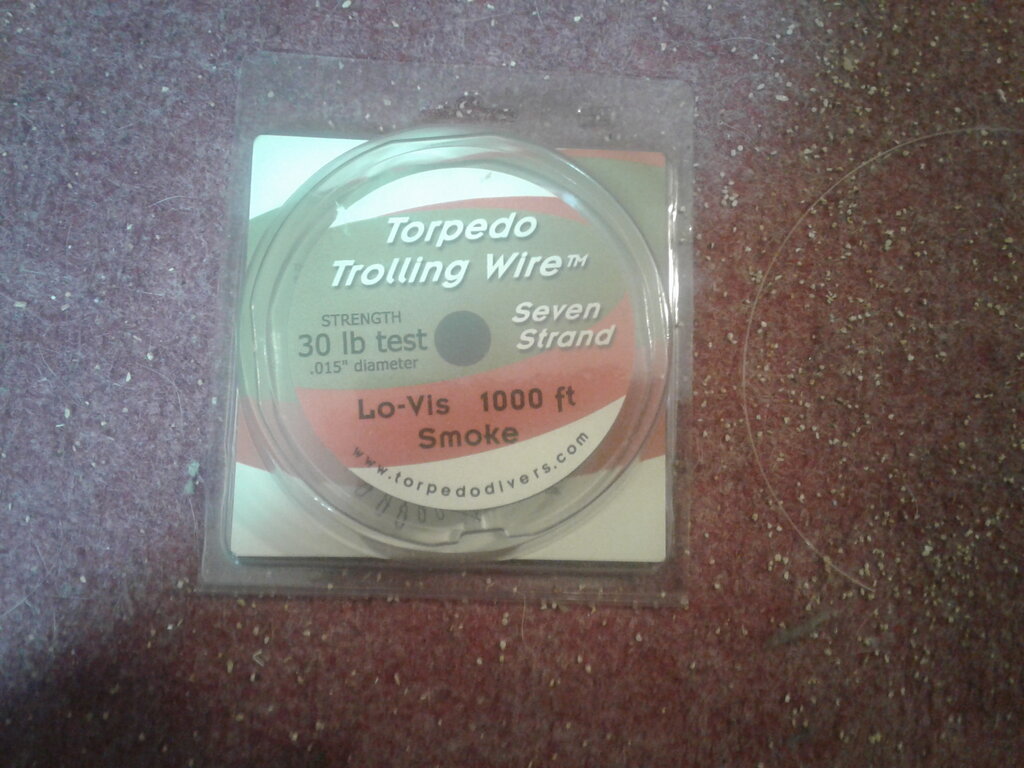 Torpedo
Trolling Wire™
Seven
Strand
STRENGTH
30 lb test
.015" diameter
Lo-Vis 1000 ft
Smoke
www.torpedodivers.com